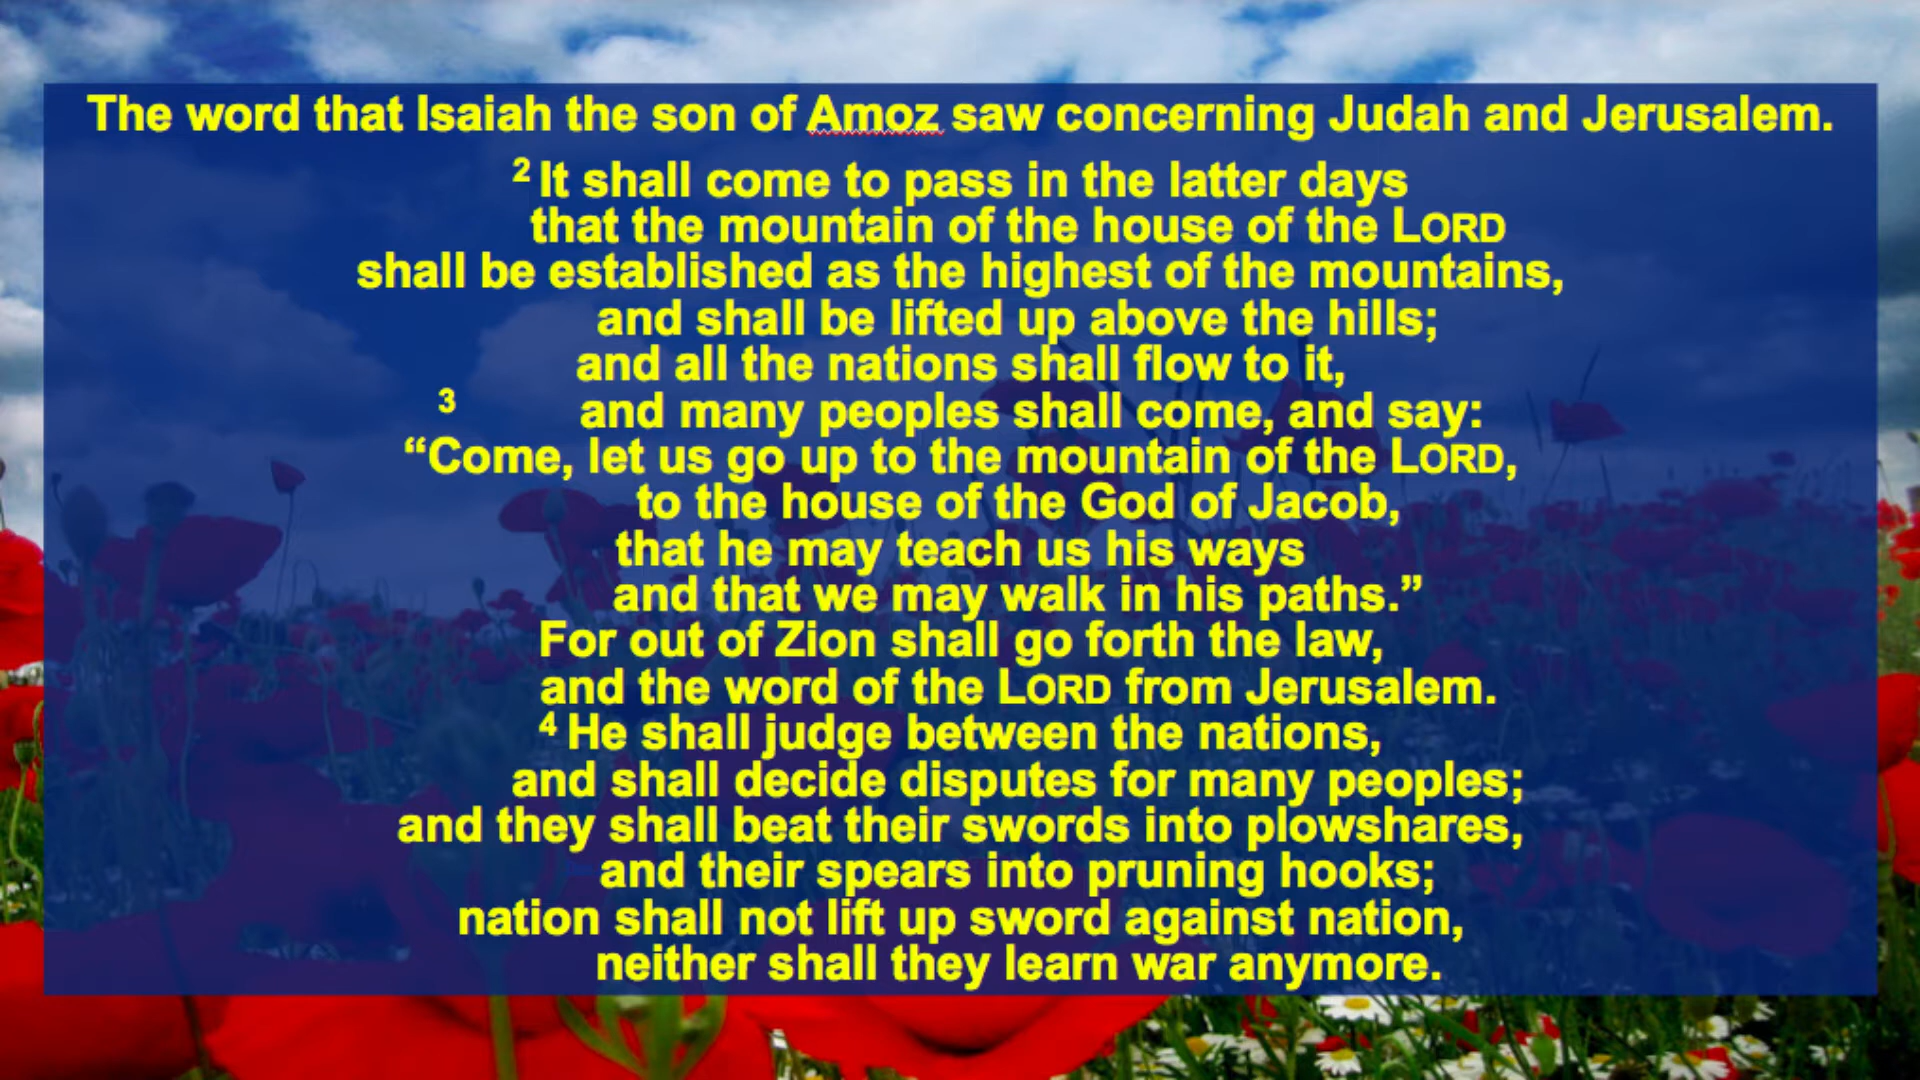 The word that Isaiah the son of Amoz saw concerning Judah and Jerusalem.
2 It shall come to pass in the latter days
that the mountain of the house of the LORD
shall be established as the highest of the mountains,
and shall be lifted up above the hills;
and all the nations shall flow to it,
3 and many peoples shall come, and say:
“Come, let us go up to the mountain of the LORD,
to the house of the God of Jacob,
that he may teach us his ways
and that we may walk in his paths.”
For out of Zion shall go forth the law,
and the word of the LORD from Jerusalem.
4 He shall judge between the nations,
and shall decide disputes for many peoples;
and they shall beat their swords into plowshares,
and their spears into pruning hooks;
nation shall not lift up sword against nation,
neither shall they learn war anymore.